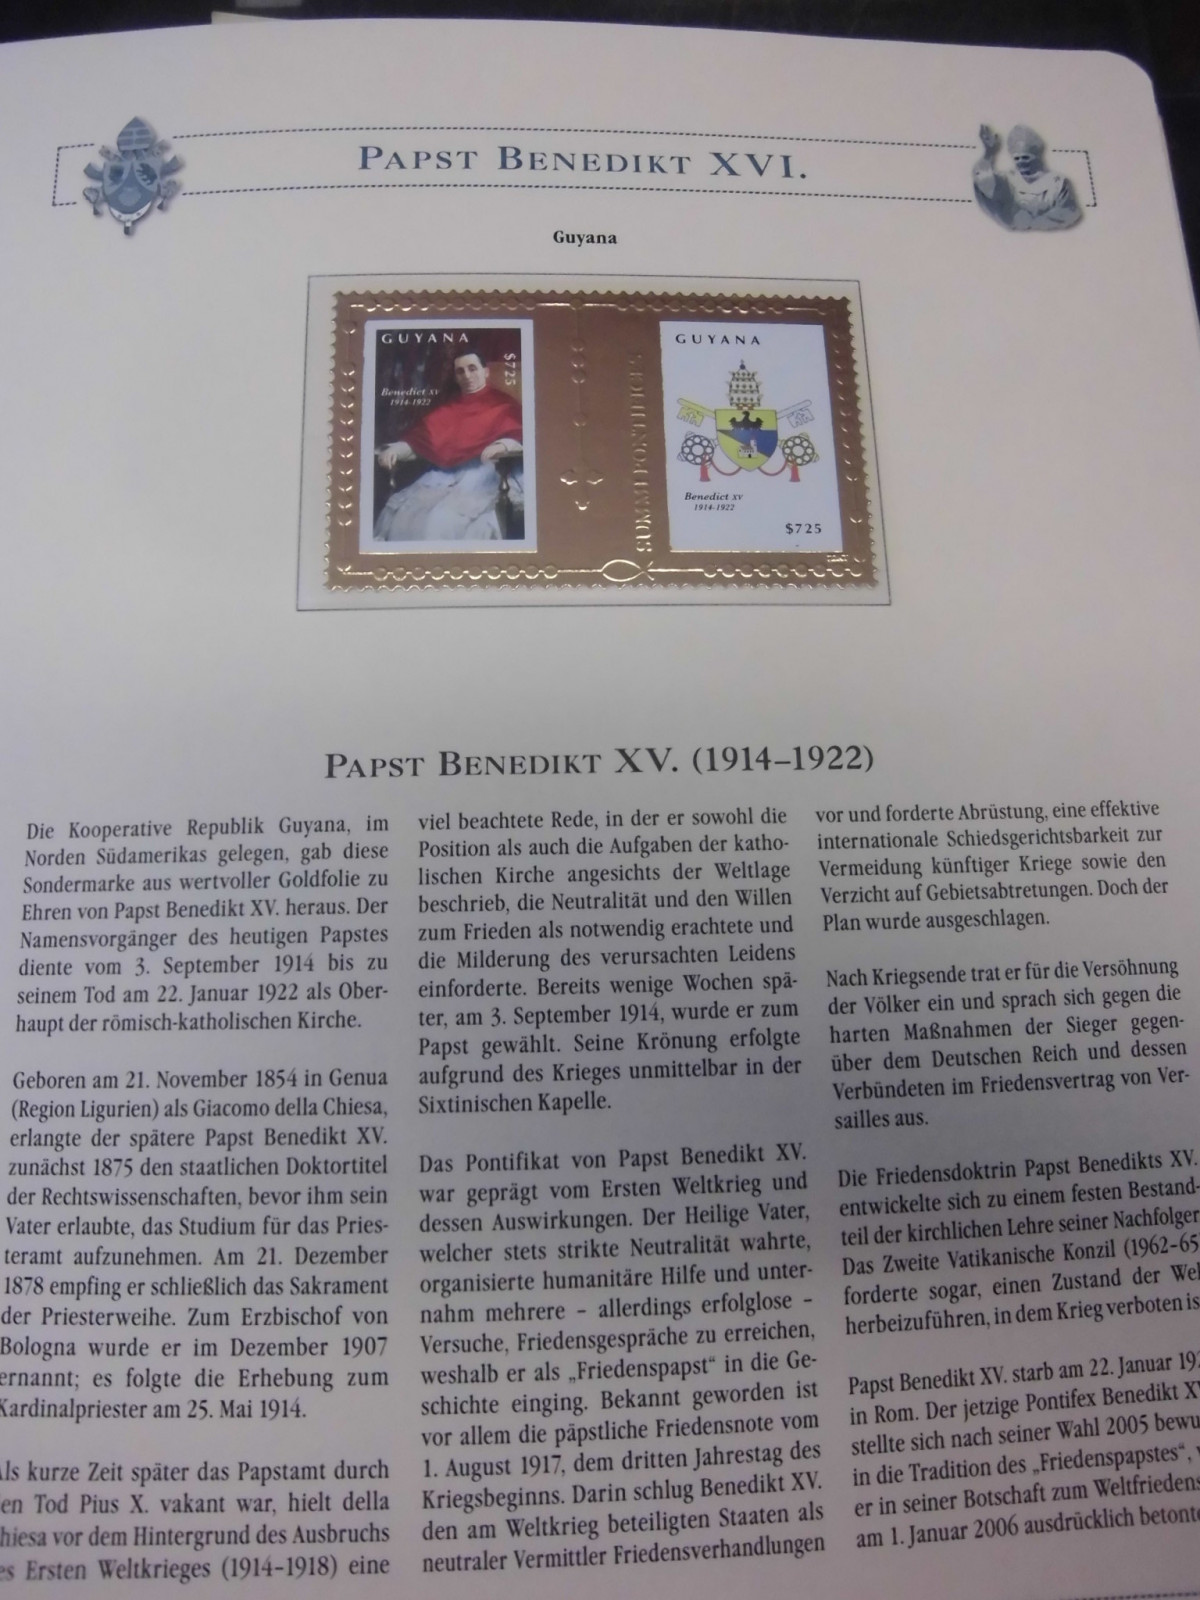 PAPST BENEDIKT XVI.
Guyana
GUYANA
$725
Benedict XV
1914-1922
SUMMI PONTIFICES
GUYANA
Benedict XV
1914-1922
$725
PAPST BENEDIKT XV. (1914–1922)
Die Kooperative Republik Guyana, im
Norden Südamerikas gelegen, gab diese
Sondermarke aus wertvoller Goldfolie zu
Ehren von Papst Benedikt XV. heraus. Der
Namensvorgänger des heutigen Papstes
diente vom 3. September 1914 bis zu
seinem Tod am 22. Januar 1922 als Ober-
haupt der römisch-katholischen Kirche.
Geboren am 21. November 1854 in Genua
(Region Ligurien) als Giacomo della Chiesa,
erlangte der spätere Papst Benedikt XV.
zunächst 1875 den staatlichen Doktortitel
der Rechtswissenschaften, bevor ihm sein
Vater erlaubte, das Studium für das Pries-
teramt aufzunehmen. Am 21. Dezember
1878 empfing er schließlich das Sakrament
der Priesterweihe. Zum Erzbischof von
Bologna wurde er im Dezember 1907
ernannt; es folgte die Erhebung zum
Kardinalpriester am 25. Mai 1914.
ls kurze Zeit später das Papstamt durch
en Tod Pius X. vakant war, hielt della
hiesa vor dem Hintergrund des Ausbruchs
es Ersten Weltkrieges (1914–1918) eine
viel beachtete Rede, in der er sowohl die
Position als auch die Aufgaben der katho-
lischen Kirche angesichts der Weltlage
beschrieb, die Neutralität und den Willen
zum Frieden als notwendig erachtete und
die Milderung des verursachten Leidens
einforderte. Bereits wenige Wochen spä-
ter, am 3. September 1914, wurde er zum
Papst gewählt. Seine Krönung erfolgte
aufgrund des Krieges unmittelbar in der
Sixtinischen Kapelle.
Das Pontifikat von Papst Benedikt XV.
war geprägt vom Ersten Weltkrieg und
dessen Auswirkungen. Der Heilige Vater,
welcher stets strikte Neutralität wahrte,
organisierte humanitäre Hilfe und unter-
nahm mehrere – allerdings erfolglose –
Versuche, Friedensgespräche zu erreichen,
weshalb er als „Friedenspapst“ in die Ge-
schichte einging. Bekannt geworden ist
vor allem die päpstliche Friedensnote vom
1. August 1917, dem dritten Jahrestag des
Kriegsbeginns. Darin schlug Benedikt XV.
den am Weltkrieg beteiligten Staaten als
neutraler Vermittler Friedensverhandlungen
vor und forderte Abrüstung, eine effektive
internationale Schiedsgerichtsbarkeit zur
Vermeidung künftiger Kriege sowie den
Verzicht auf Gebietsabtretungen. Doch der
Plan wurde ausgeschlagen.
Nach Kriegsende trat er für die Versöhnung
der Völker ein und sprach sich gegen die
harten Maßnahmen der Sieger gegen-
über dem Deutschen Reich und dessen
Verbündeten im Friedensvertrag von Ver-
sailles aus.
Die Friedensdoktrin Papst Benedikts XV.
entwickelte sich zu einem festen Bestand-
teil der kirchlichen Lehre seiner Nachfolger
Das Zweite Vatikanische Konzil (1962–65
forderte sogar, einen Zustand der Wel
herbeizuführen, in dem Krieg verboten is
Papst Benedikt XV. starb am 22. Januar 192
in Rom. Der jetzige Pontifex Benedikt XV
stellte sich nach seiner Wahl 2005 bewu
in die Tradition des „Friedenspapstes“,
er in seiner Botschaft zum Weltfriedens
am 1. Januar 2006 ausdrücklich betont